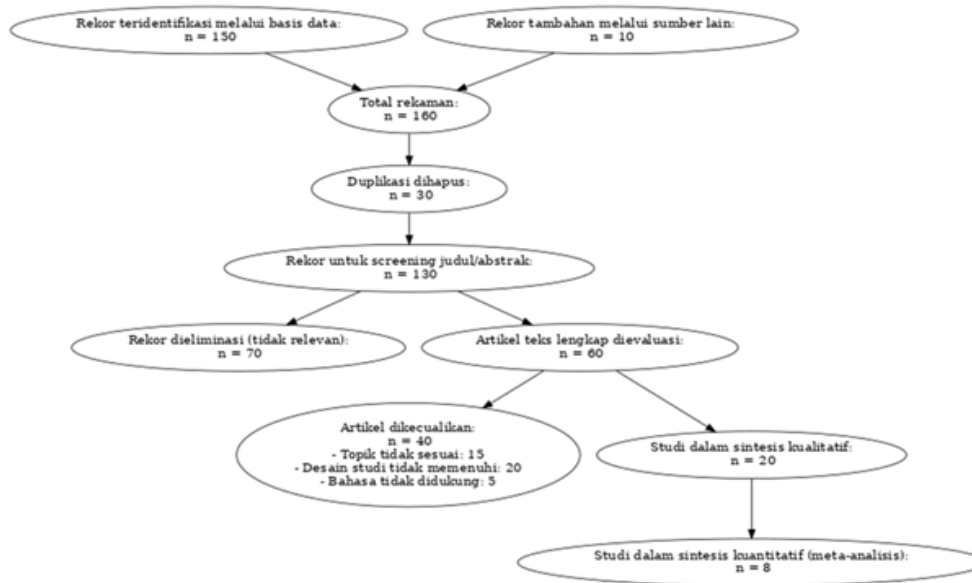 Rekor teridentifikasi melalui basis data:
n = 150
Rekor tambahan melalui sumber lain:
n = 10
Total rekaman:
n = 160
Duplikasi dihapus:
n = 30
Rekor untuk screening judul/abstrak:
n = 130
Rekor dieliminasi (tidak relevan):
n = 70
Artikel teks lengkap dievaluasi:
n = 60
Artikel dikecualikan:
n = 40
- Topik tidak sesuai: 15
- Desain studi tidak memenuhi: 20
- Bahasa tidak didukung: 5
Studi dalam sintesis kualitatif:
n = 20
Studi dalam sintesis kuantitatif (meta-analisis):
n = 8